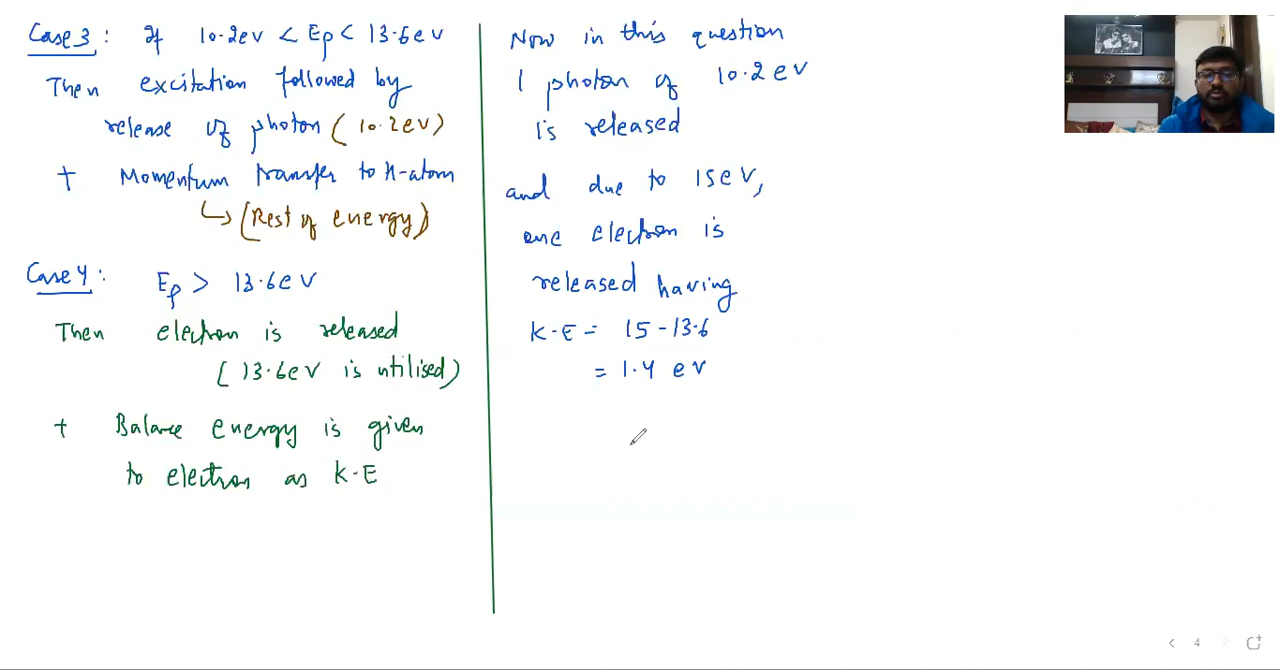 Case 3: If 10.2ev < Ep < 13.6ev
Then excitation followed by
release of photon (10.2ev)
+ Momentum transfer to H-atom
↳ (Rest of energy)
Case 4: Ep > 13.6eV
Then electron is released
(13.6eV is utilised)
+ Balance energy is given
to electron as K-E
Now in this question
1 photon of 10.2 eV
is released
and due to 15eV,
one electron is
released having
K-E = 15-13.6
= 1.4 eV
4